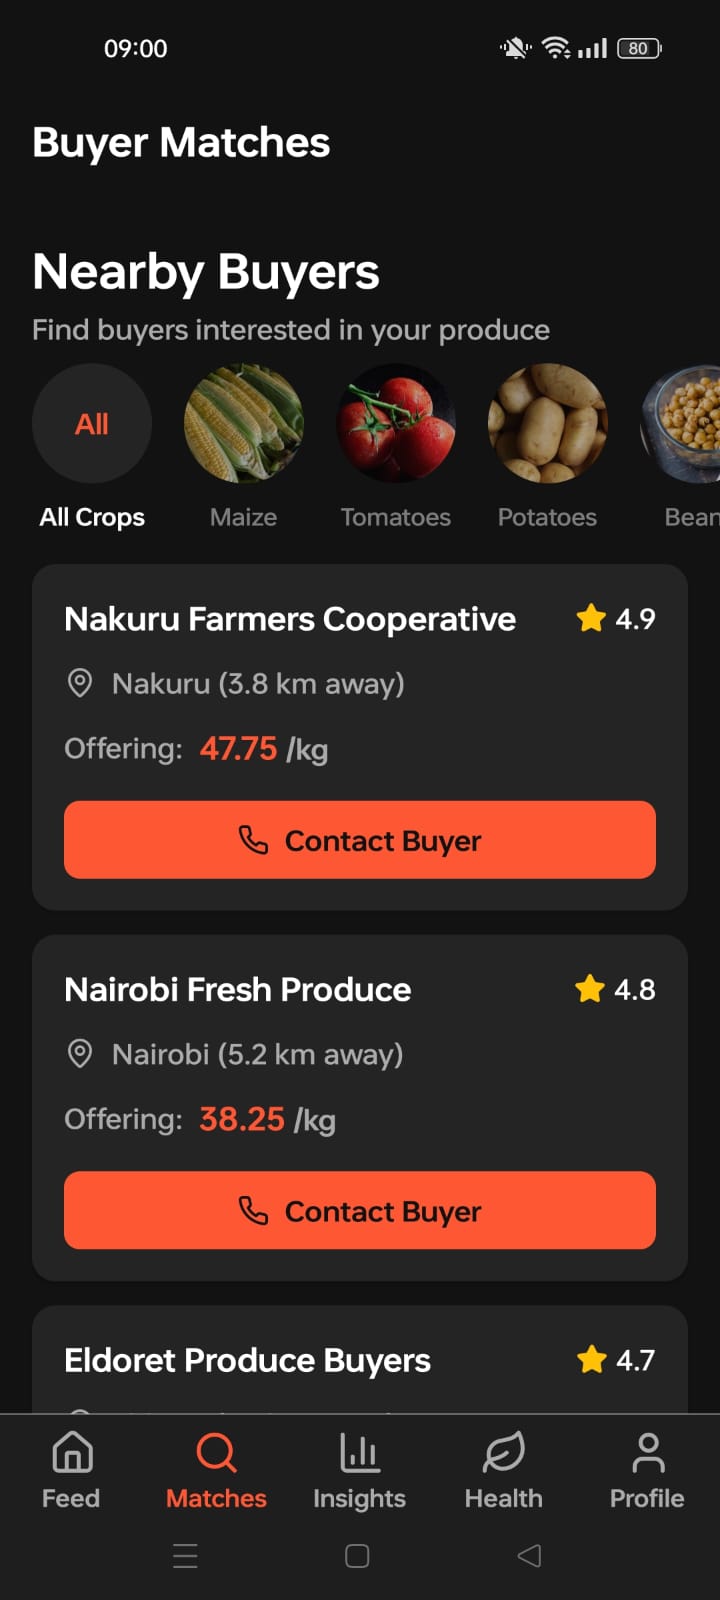 09:00
80
Buyer Matches
Nearby Buyers
Find buyers interested in your produce
All
All Crops Maize Tomatoes Potatoes Bean
Nakuru Farmers Cooperative 4.9
Nakuru (3.8 km away)
Offering: 47.75 /kg
Contact Buyer
Nairobi Fresh Produce 4.8
Nairobi (5.2 km away)
Offering: 38.25 /kg
Contact Buyer
Eldoret Produce Buyers 4.7
Feed Matches Insights Health Profile